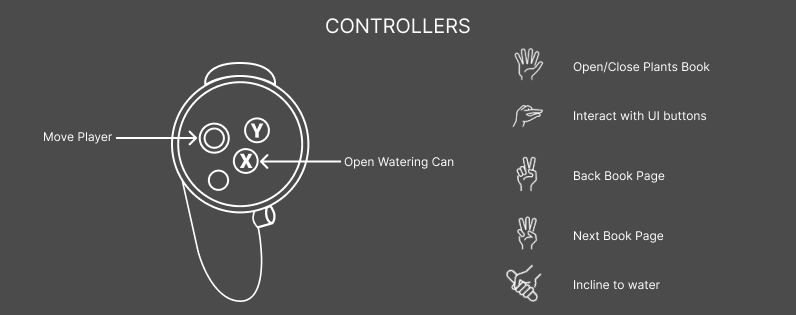 CONTROLLERS
Move Player
Y
X
Open Watering Can
Open/Close Plants Book
Interact with UI buttons
Back Book Page
Next Book Page
Incline to water